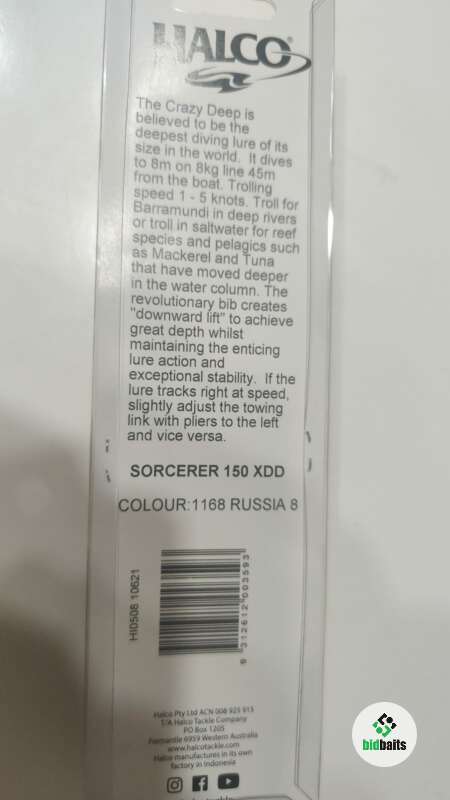 HALCO®
The Crazy Deep is
believed to be the
deepest diving lure of its
size in the world. It dives
to 8m on 8kg line 45m
from the boat. Trolling
speed 1 - 5 knots. Troll for
Barramundi in deep rivers
or troll in saltwater for reef
species and pelagics such
as Mackerel and Tuna
that have moved deeper
in the water column. The
revolutionary bib creates
"downward lift" to achieve
great depth whilst
maintaining the enticing
lure action and
exceptional stability. If the
lure tracks right at speed,
slightly adjust the towing
link with pliers to the left
and vice versa.
SORCERER 150 XDD
COLOUR:1168 RUSSIA 8
HI0506 10621
9 312612 003593
Halco Pty Ltd ACN 008 925 913
T/A Halco Tackle Company
PO Box 1205
Fremantle 6959 Western Australia
www.halcotackle.com
Halco manufactures in its own
factory in Indonesia
bidbaits